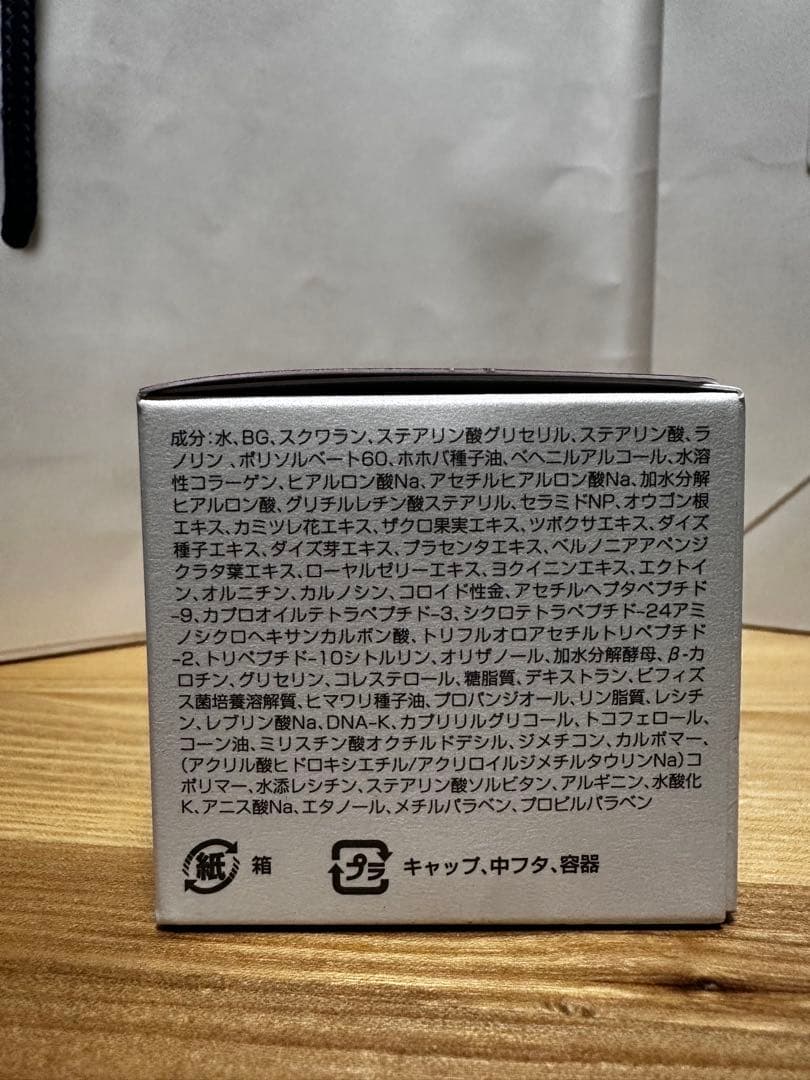 成分:水、BG、スクワラン、ステアリン酸グリセリル、ステアリン酸、ラ
ノリン、ポリソルベート60、ホホバ種子油、ベヘニルアルコール、水溶
性コラーゲン、ヒアルロン酸Na、アセチルヒアルロン酸Na、加水分解
ヒアルロン酸、グリチルレチン酸ステアリル、セラミドNP、オウゴン根
エキス、カミツレ花エキス、ザクロ果実エキス、ツボクサエキス、ダイズ
種子エキス、ダイズ芽エキス、プラセンタエキス、ベルノニアアペンジ
クラタ葉エキス、ローヤルゼリーエキス、ヨクイニンエキス、エクトイ
ン、オルニチン、カルノシン、コロイド性金、アセチルヘプタペプチド
-9、カプロオイルテトラペプチド-3、シクロテトラペプチド-24アミ
ノシクロヘキサンカルボン酸、トリフルオロアセチルトリペプチド
-2、トリペプチド-10シトルリン、オリザノール、加水分解酵母、β-カ
ロチン、グリセリン、コレステロール、糖脂質、デキストラン、ビフィズ
ス菌培養溶解質、ヒマワリ種子油、プロパンジオール、リン脂質、レシチ
ン、レブリン酸Na、DNA-K、カプリリルグリコール、トコフェロール、
コーン油、ミリスチン酸オクチルドデシル、ジメチコン、カルボマー、
(アクリル酸ヒドロキシエチル/アクリロイルジメチルタウリンNa)コ
ポリマー、水添レシチン、ステアリン酸ソルビタン、アルギニン、水酸化
K、アニス酸Na、エタノール、メチルパラベン、プロピルパラベン
紙 箱 プラ キャップ、中フタ、容器